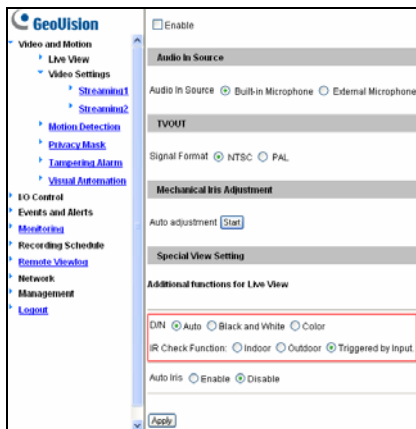 GeoVision
Video and Motion
Live View
Video Settings
Streaming1
Streaming2
Motion Detection
Privacy Mask
Tampering Alarm
Visual Automation
I/O Control
Events and Alerts
Monitoring
Recording Schedule
Remote Viewlog
Network
Management
Logout
Enable
Audio In Source
Audio In Source Built-in Microphone External Microphone
TVOUT
Signal Format NTSC PAL
Mechanical Iris Adjustment
Auto adjustment Start
Special View Setting
Additional functions for Live View
D/N Auto Black and White Color
IR Check Function: Indoor Outdoor Triggered by Input.
Auto Iris Enable Disable
Apply